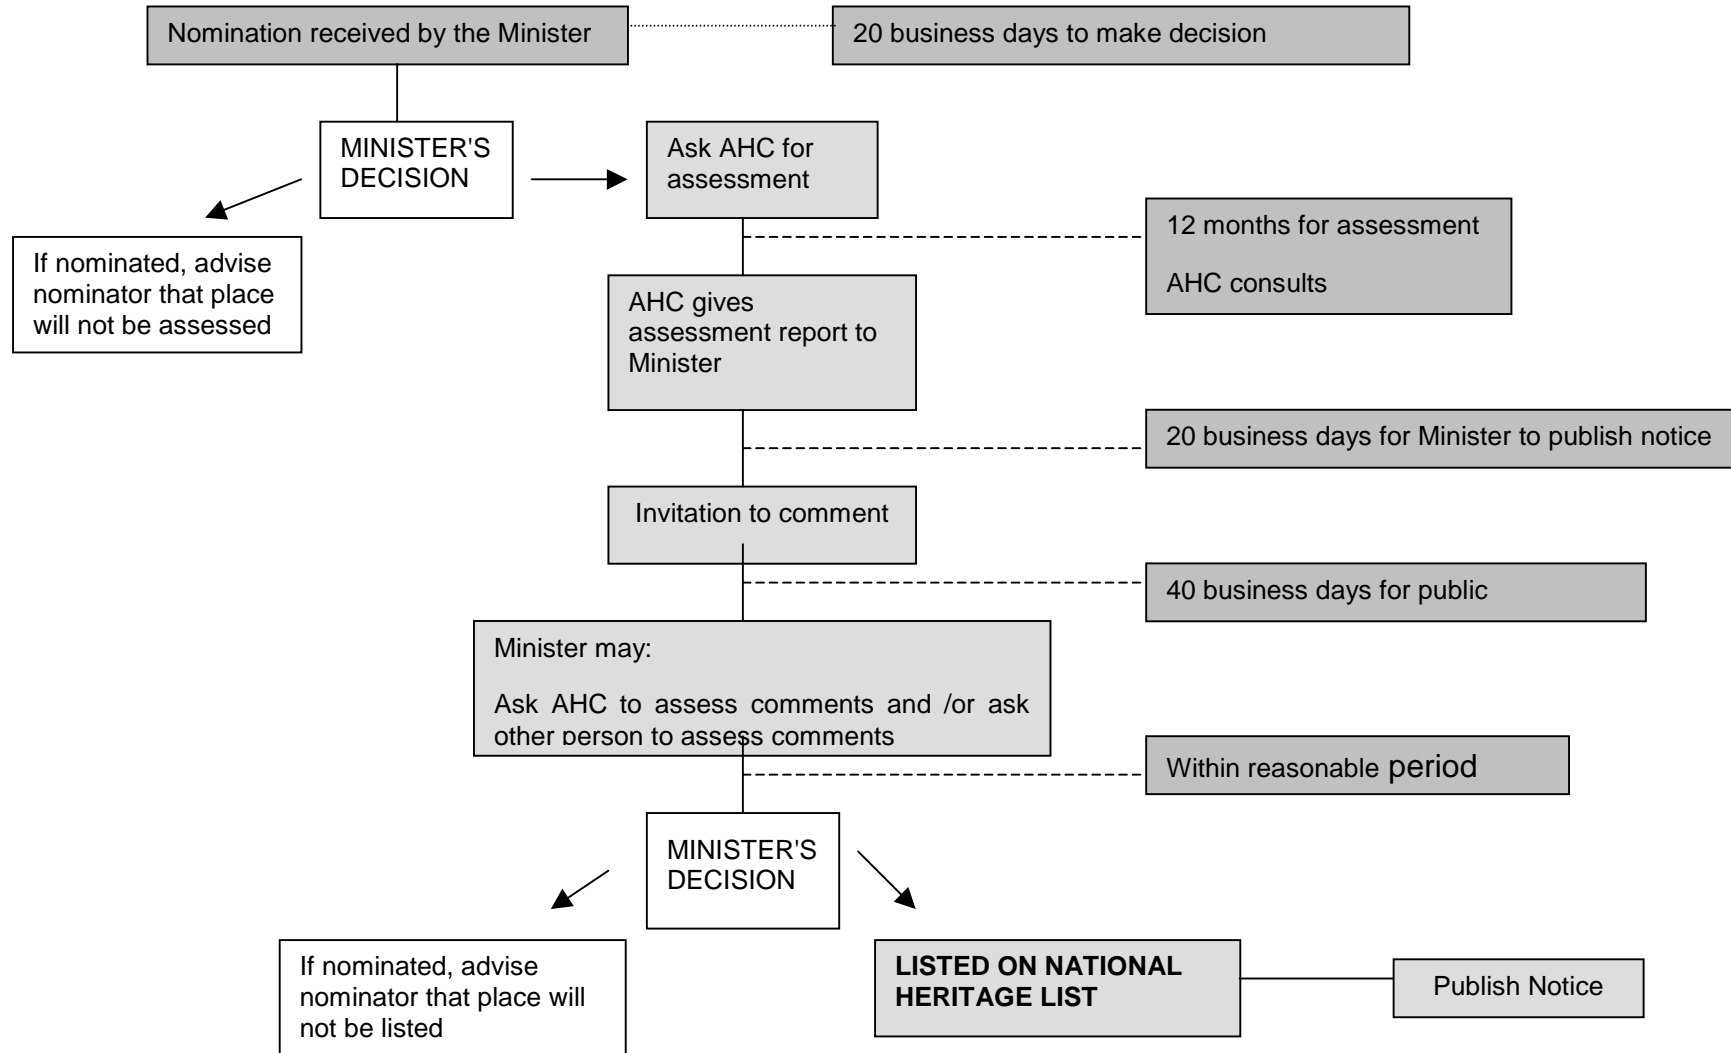 Nomination received by the Minister
20 business days to make decision
MINISTER'S
DECISION
Ask AHC for
assessment
12 months for assessment
AHC consults
If nominated, advise
nominator that place
will not be assessed
AHC gives
assessment report to
Minister
20 business days for Minister to publish notice
Invitation to comment
40 business days for public
Minister may:
Ask AHC to assess comments and /or ask
other person to assess comments
Within reasonable period
MINISTER'S
DECISION
If nominated, advise
nominator that place will
not be listed
LISTED ON NATIONAL
HERITAGE LIST
Publish Notice